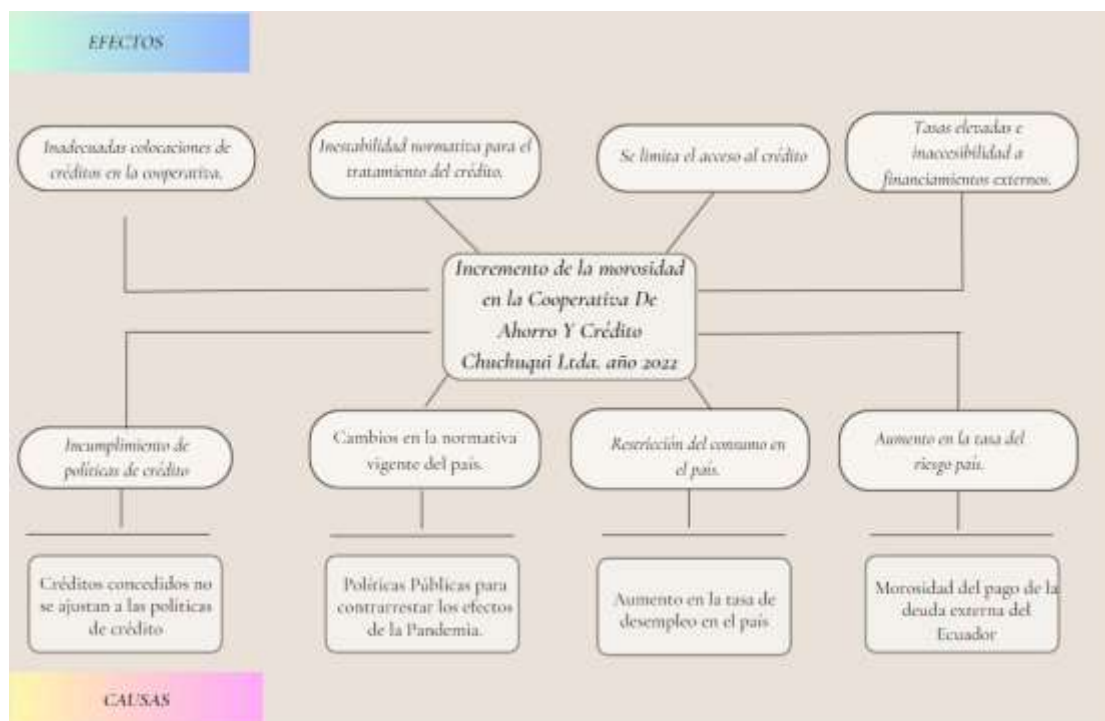 EFECTOS
Inadecuadas colocaciones de
créditos en la cooperativa.
Inestabilidad normativa para el
tratamiento del crédito.
Se limita el acceso al crédito
Tasas elevadas e
inaccesibilidad a
financiamientos externos.
Incremento de la morosidad
en la Cooperativa De
Ahorro Y Crédito
Chuchuqui Ltda. año 2022
Incumplimiento de
políticas de crédito
Cambios en la normativa
vigente del país.
Restricción del consumo en
el país.
Aumento en la tasa del
riesgo país.
Créditos concedidos no
se ajustan a las políticas
de crédito
Políticas Públicas para
contrarrestar los efectos
de la Pandemia.
Aumento en la tasa de
desempleo en el país
Morosidad del pago de la
deuda externa del
Ecuador
CAUSAS